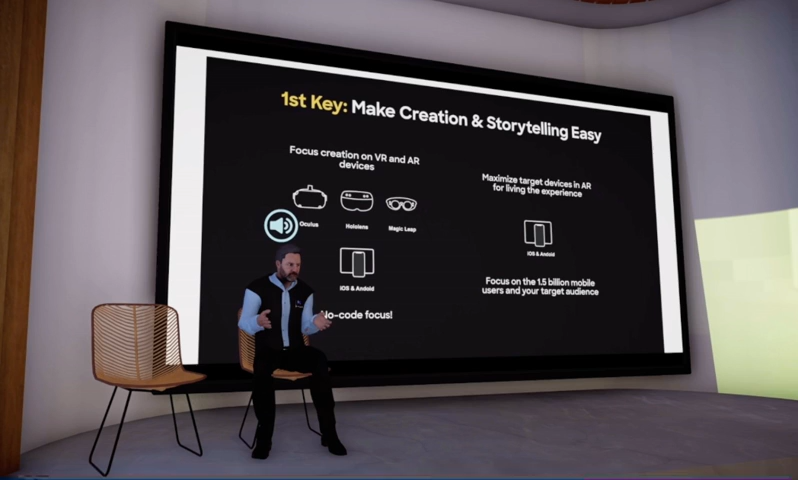 1st Key: Make Creation & Storytelling Easy
Focus creation on VR and AR
devices
Oculus
Hololens
Magic Leap
iOS & Andoid
No-code focus!
Maximize target devices in AR
for living the experience
iOS & Andoid
Focus on the 1.5 billion mobile
users and your target audience